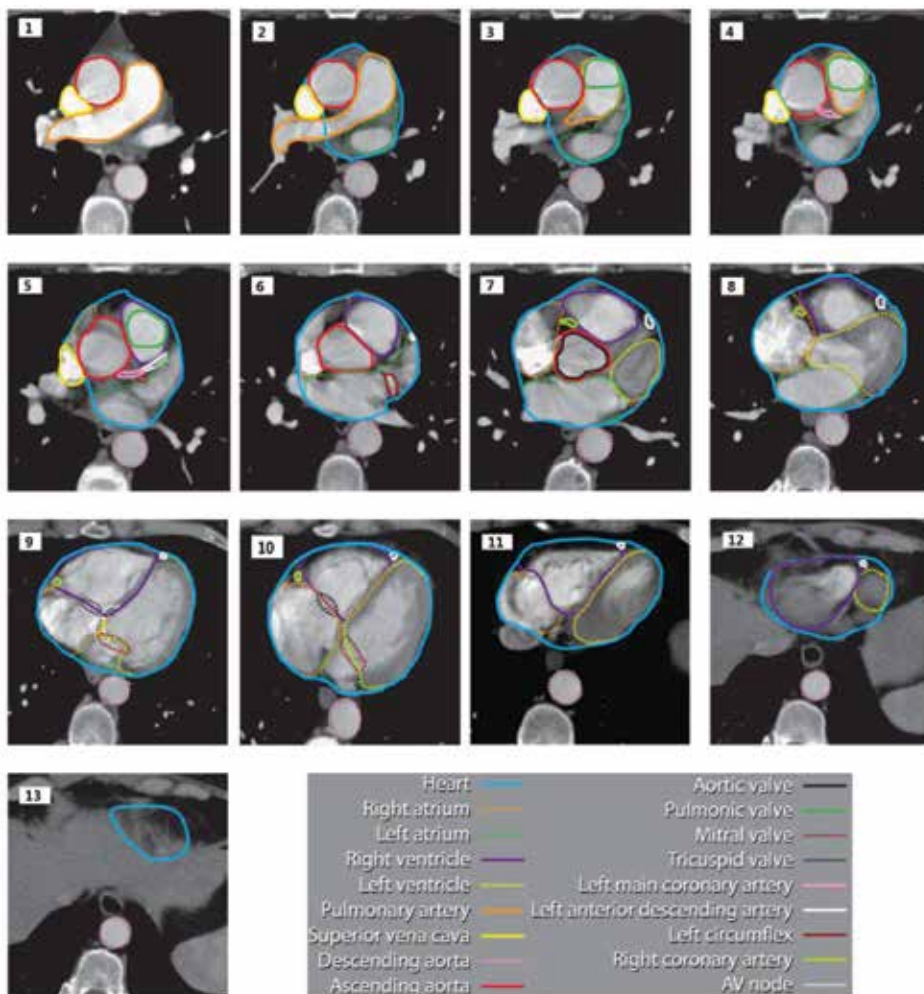 1
2
3
4
5
6
7
8
9
10
11
12
13
Heart
Aortic valve
Right atrium
Pulmonic valve
Left atrium
Mitral valve
Right ventricle
Tricuspid valve
Left ventricle
Left main coronary artery
Pulmonary artery
Left anterior descending artery
Superior vena cava
Left circumflex
Descending aorta
Right coronary artery
Ascending aorta
AV node